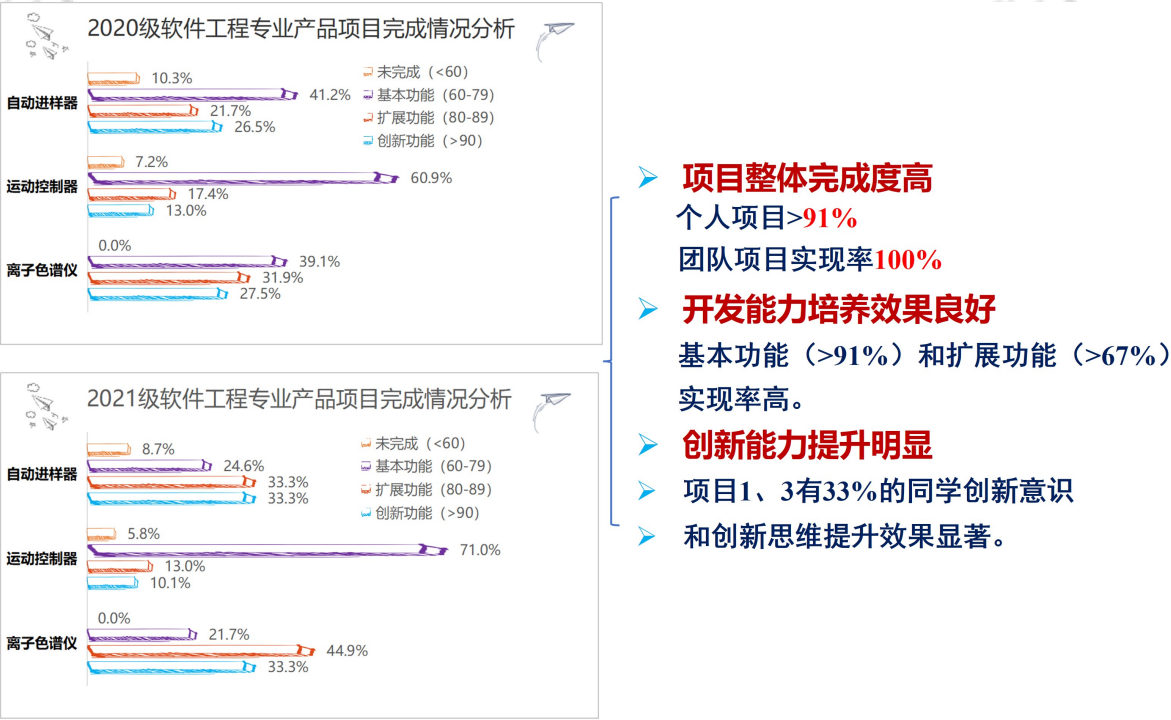 2020级软件工程专业产品项目完成情况分析
未完成（<60）
基本功能（60-79）
扩展功能（80-89）
创新功能（>90）
自动进样器
10.3%
41.2%
21.7%
26.5%
运动控制器
7.2%
60.9%
17.4%
13.0%
离子色谱仪
0.0%
39.1%
31.9%
27.5%
2021级软件工程专业产品项目完成情况分析
未完成（<60）
基本功能（60-79）
扩展功能（80-89）
创新功能（>90）
自动进样器
8.7%
24.6%
33.3%
33.3%
运动控制器
5.8%
71.0%
13.0%
10.1%
离子色谱仪
0.0%
21.7%
44.9%
33.3%
项目整体完成度高
个人项目>91%
团队项目实现率100%
开发能力培养效果良好
基本功能（>91%）和扩展功能（>67%）
实现率高。
创新能力提升明显
项目1、3有33%的同学创新意识
和创新思维提升效果显著。